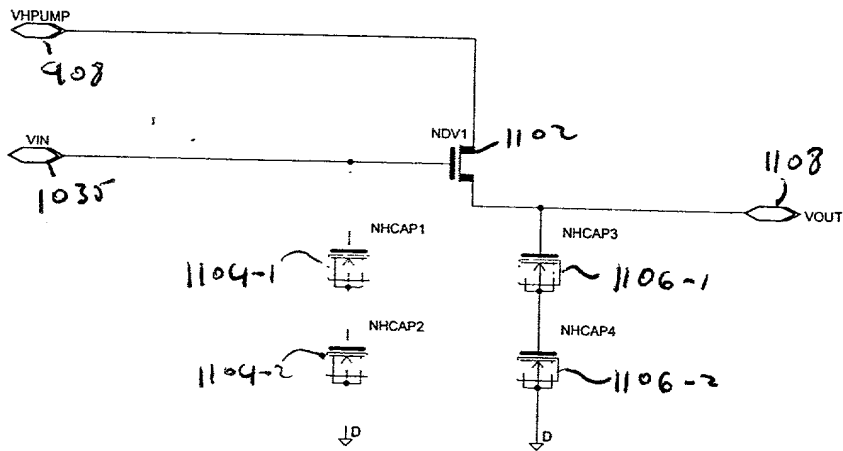 VHPUMP
908
NDV1
1102
VIN
1035
1108
VOUT
NHCAP1
NHCAP3
1104-1
1106-1
NHCAP2
NHCAP4
1104-2
1106-2
D
D